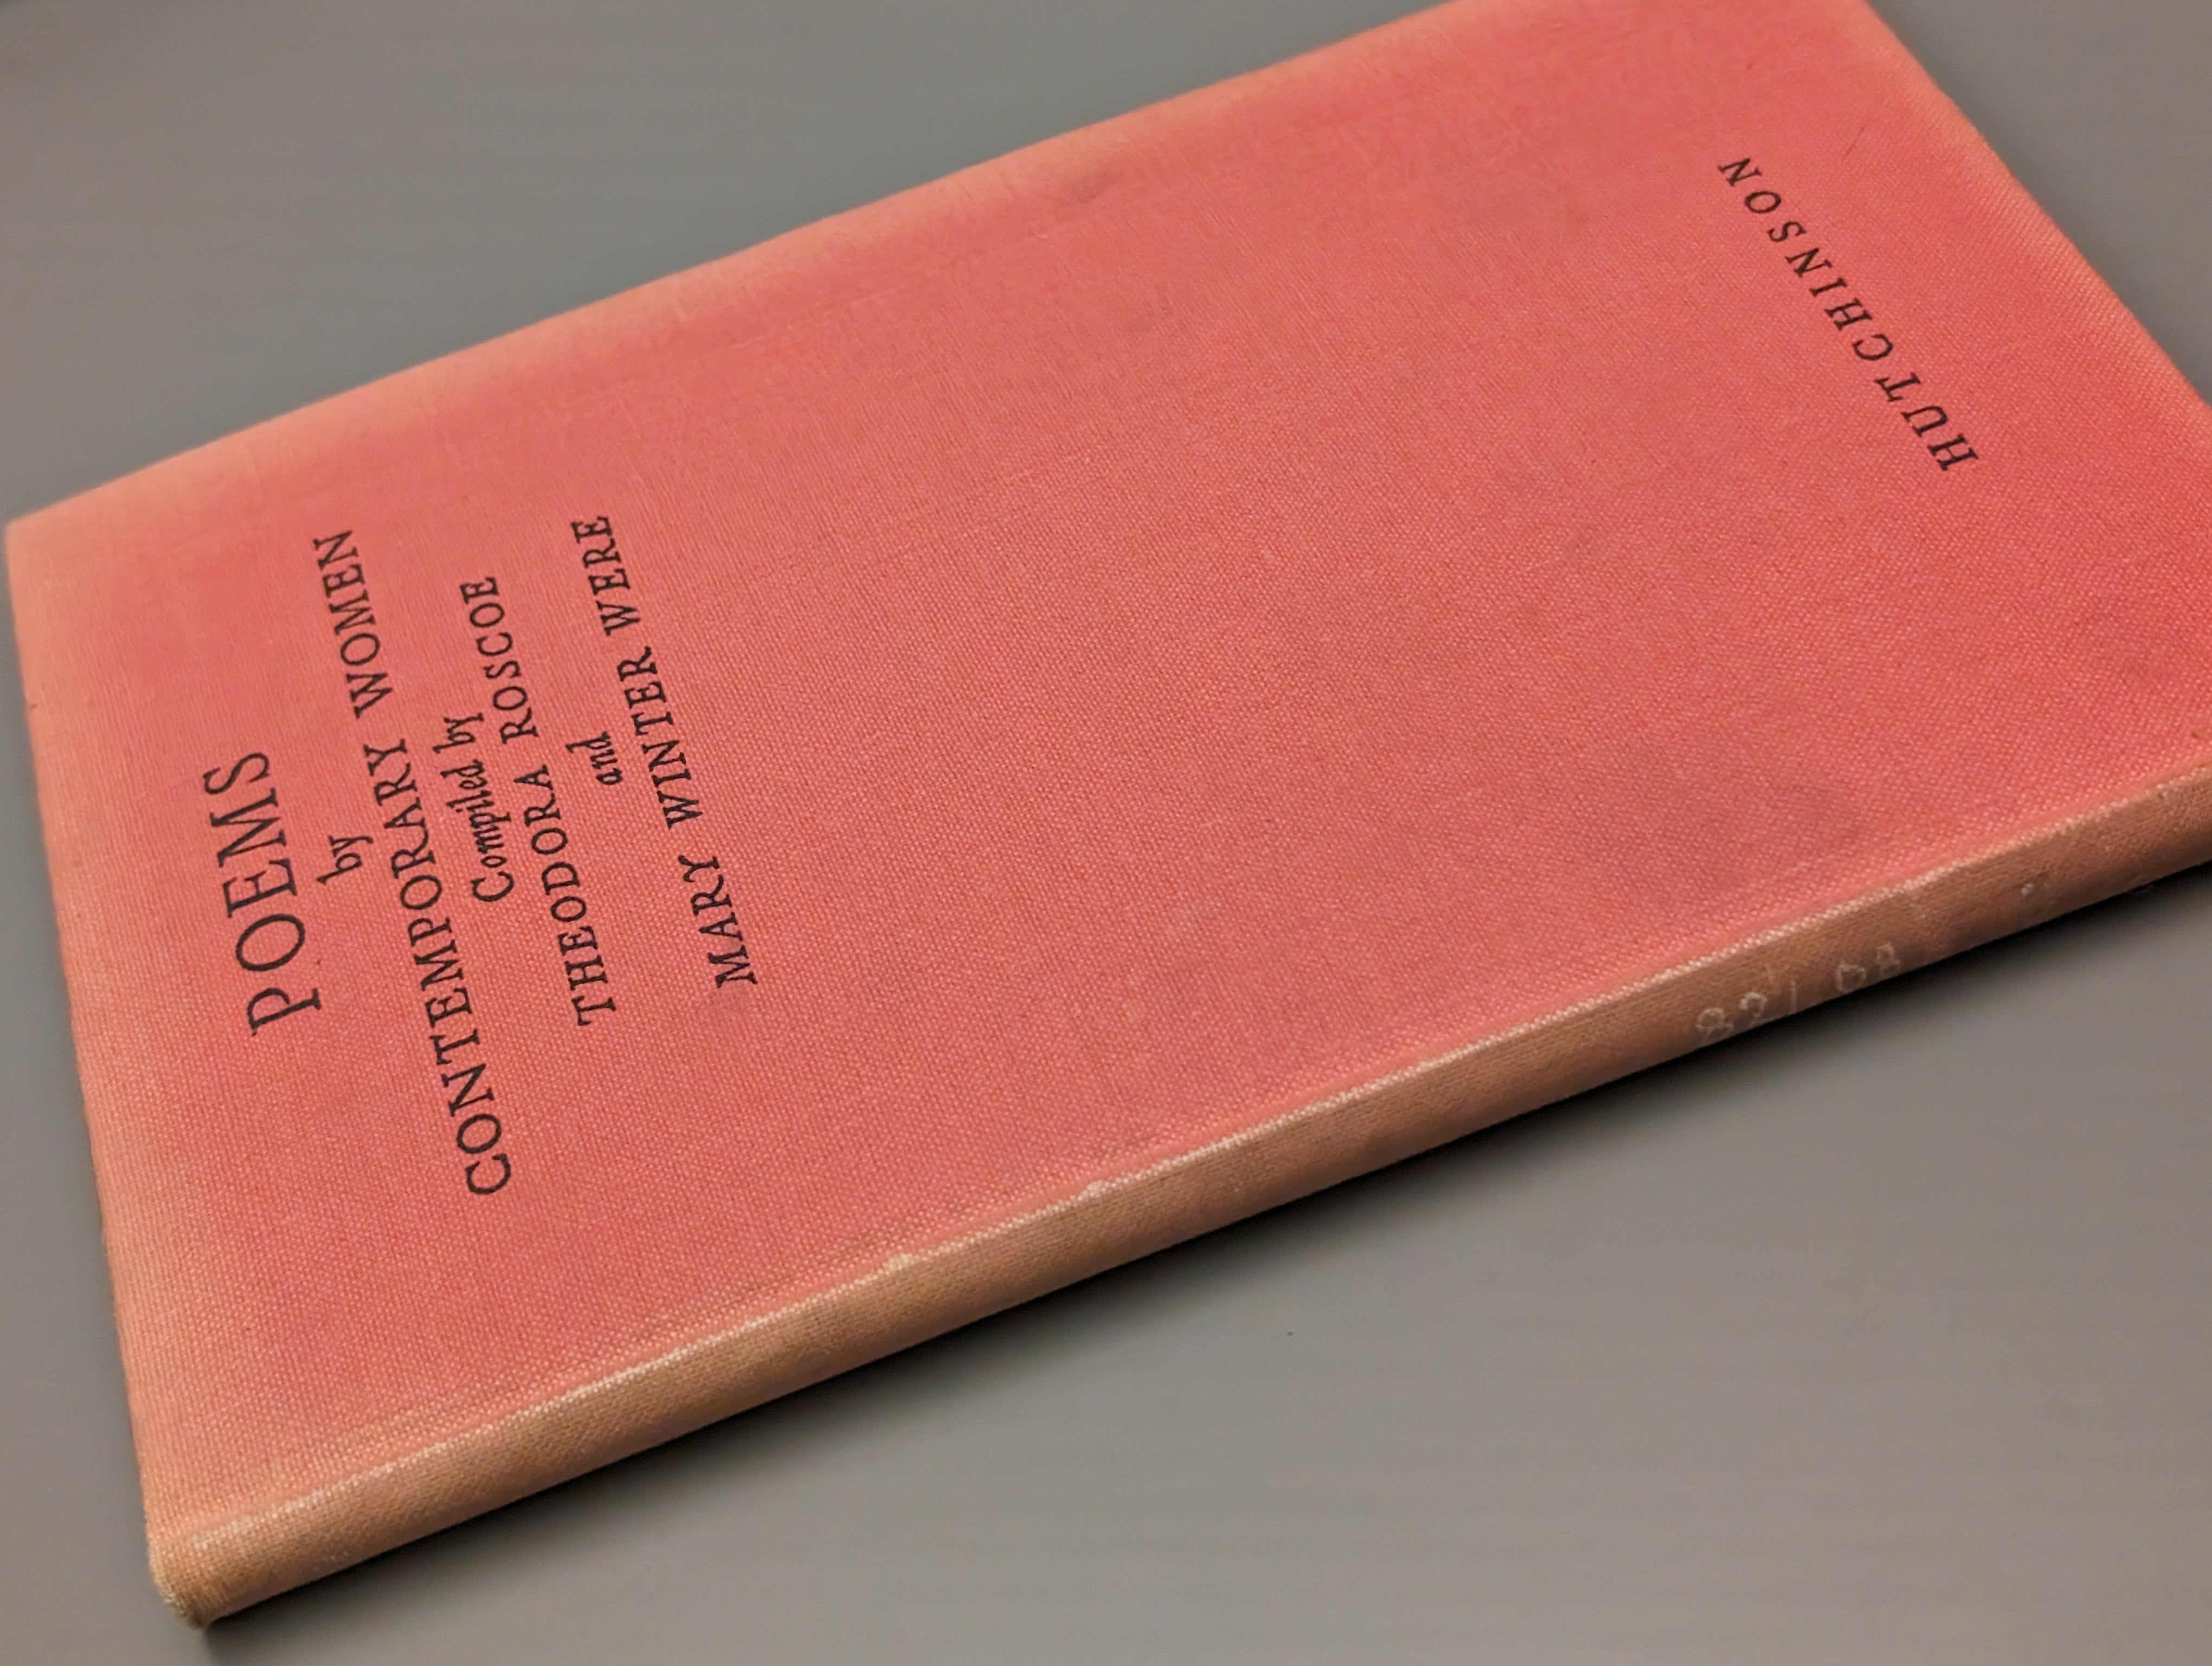 POEMS
by
CONTEMPORARY WOMEN
Compiled by
THEODORA ROSCOE
and
MARY WINTER WERE
HUTCHINSON